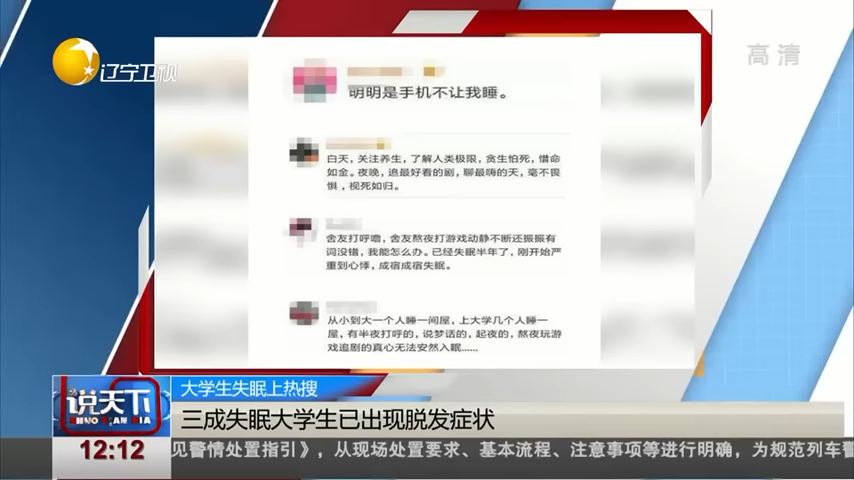 辽宁卫视
高清
明明是手机不让我睡。
白天，关注养生，了解人类极限，贪生怕死，惜命
如金。夜晚，追最好看的剧，聊最嗨的天，毫不畏
惧，视死如归。
舍友打呼噜，舍友熬夜打游戏动静不断还振振有
词没错，我能怎么办。已经失眠半年了，刚开始严
重到心悸，成宿成宿失眠。
从小到大一个人睡一间屋，上大学几个人睡一
屋，有半夜打呼的，说梦话的，起夜的，熬夜玩游
戏追剧的真心无法安然入眠......
大学生失眠上热搜
说天下
SHUO TIAN XIA
三成失眠大学生已出现脱发症状
12:12
见警情处置指引》，从现场处置要求、基本流程、注意事项等进行明确，为规范列车警